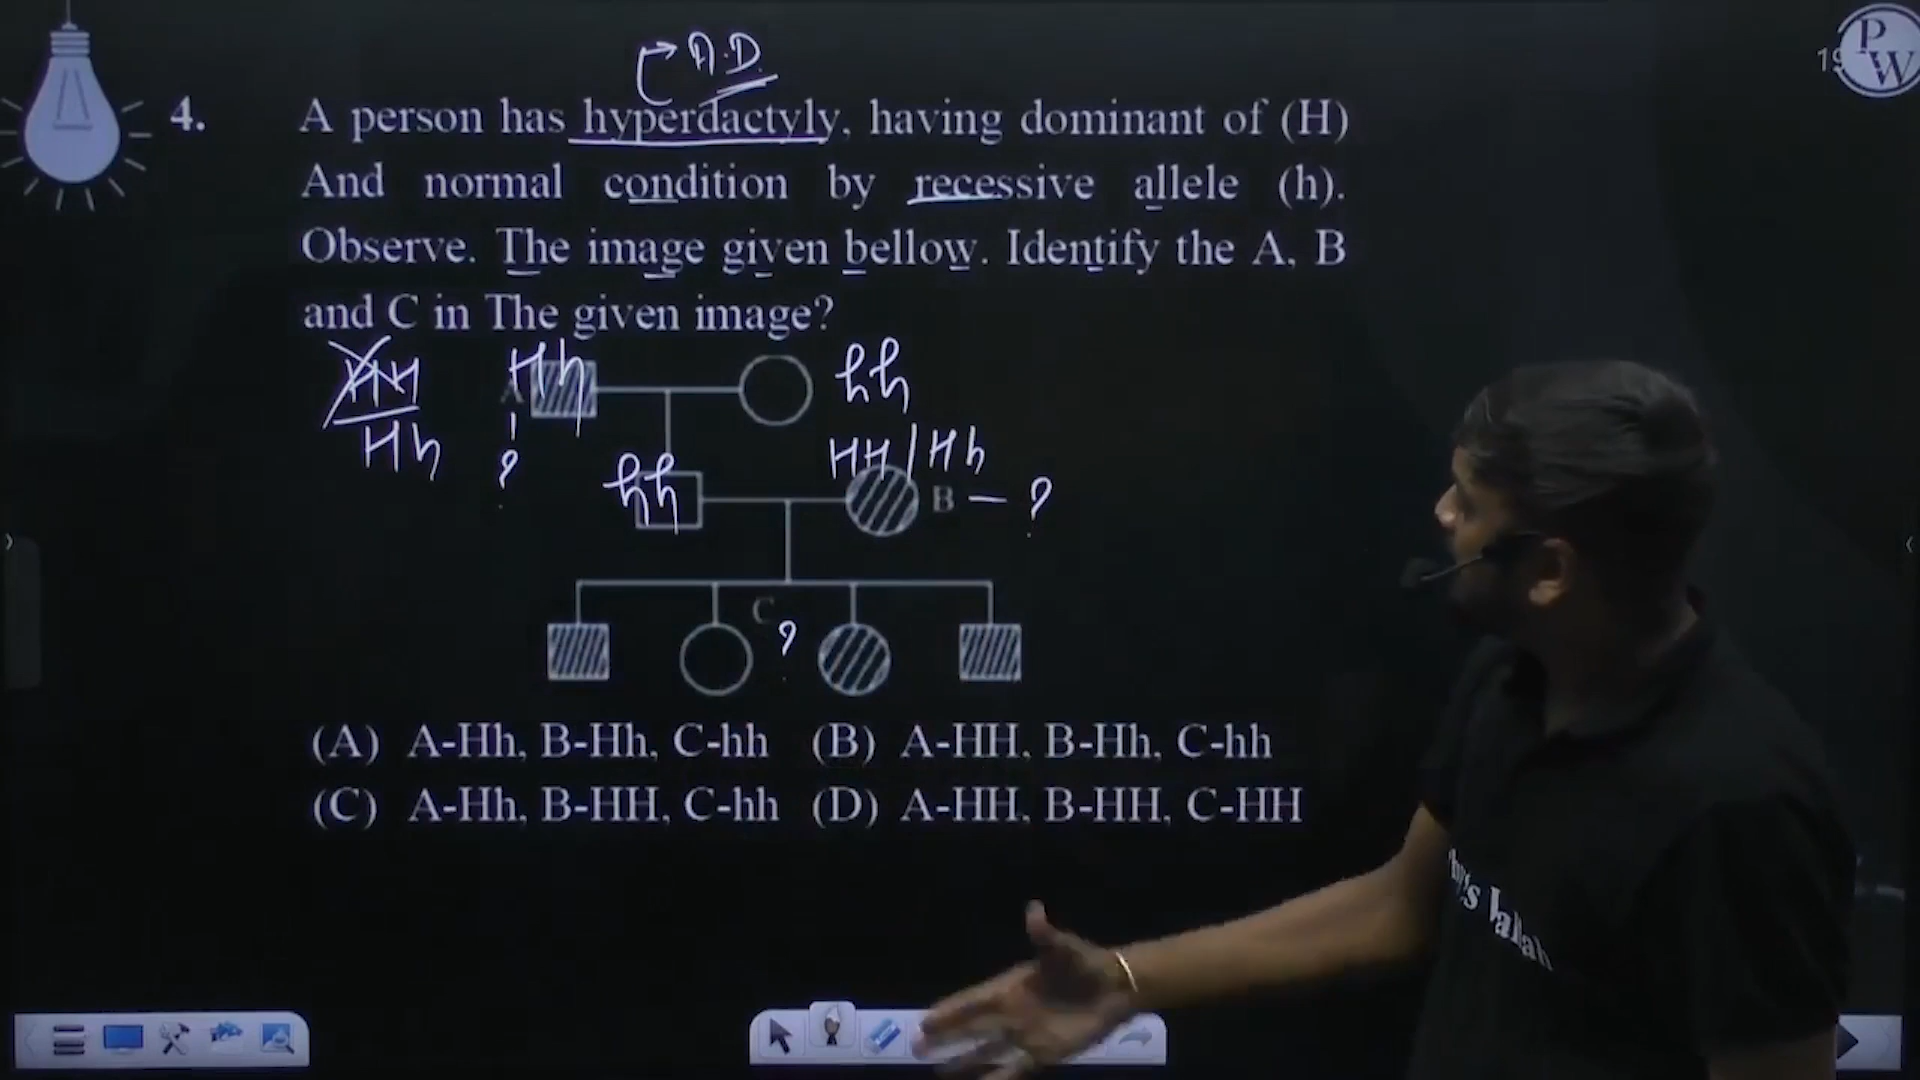 A.D.
19
PW
4. A person has hyperdactyly, having dominant of (H)
And normal condition by recessive allele (h).
Observe. The image given bellow. Identify the A, B
and C in The given image?
HH
Hh
A
Hh
?
hh
hh
HH / Hh
B — ?
C
?
(A) A-Hh, B-Hh, C-hh (B) A-HH, B-Hh, C-hh
(C) A-Hh, B-HH, C-hh (D) A-HH, B-HH, C-HH